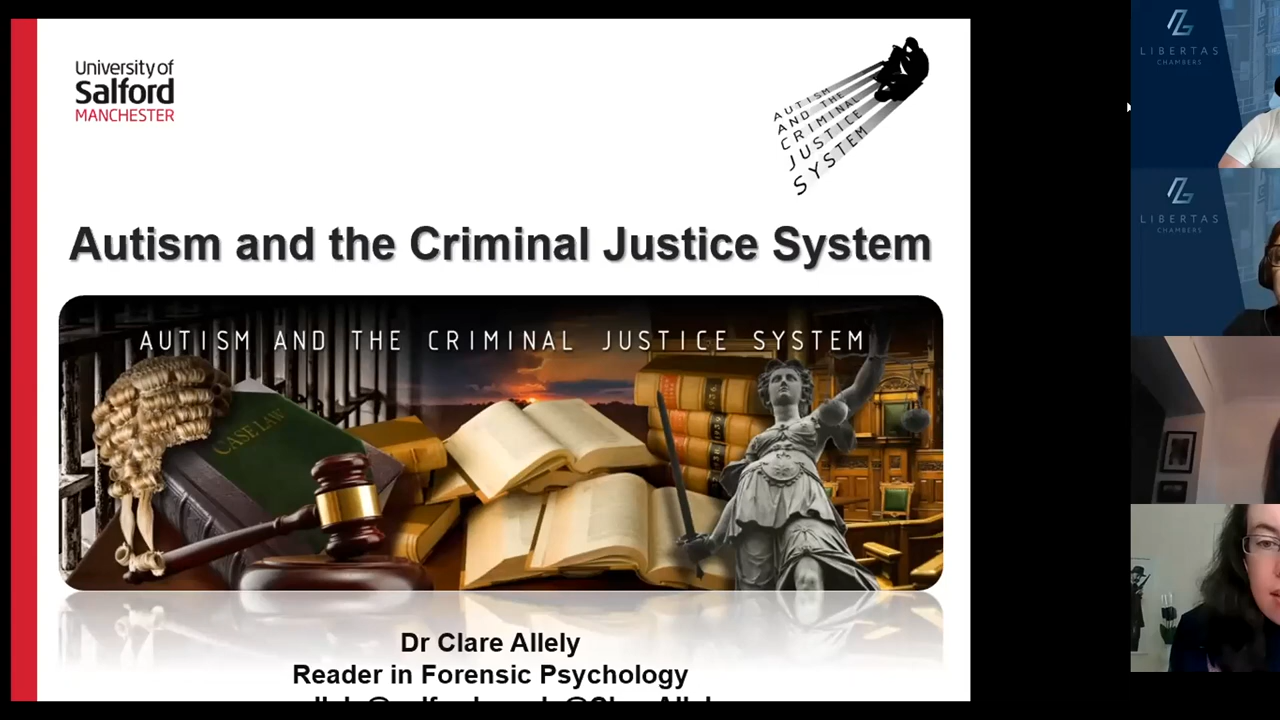 University of
Salford
MANCHESTER
AUTISM
AND THE
CRIMINAL
JUSTICE
SYSTEM
Autism and the Criminal Justice System
AUTISM AND THE CRIMINAL JUSTICE SYSTEM
CASE LAW
Dr Clare Allely
Reader in Forensic Psychology
LIBERTAS
CHAMBERS
LIBERTAS
CHAMBERS